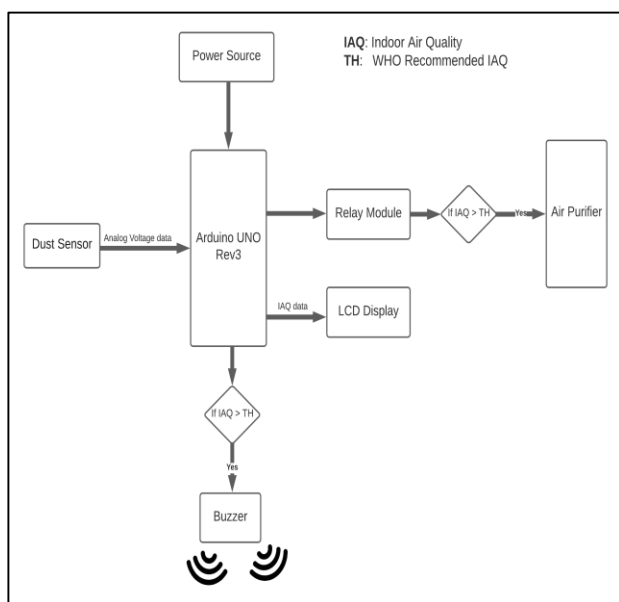 Power Source
IAQ: Indoor Air Quality
TH: WHO Recommended IAQ
Dust Sensor
Analog Voltage data
Arduino UNO
Rev3
Relay Module
If IAQ > TH
Yes
Air Purifier
IAQ data
LCD Display
If IAQ > TH
Yes
Buzzer